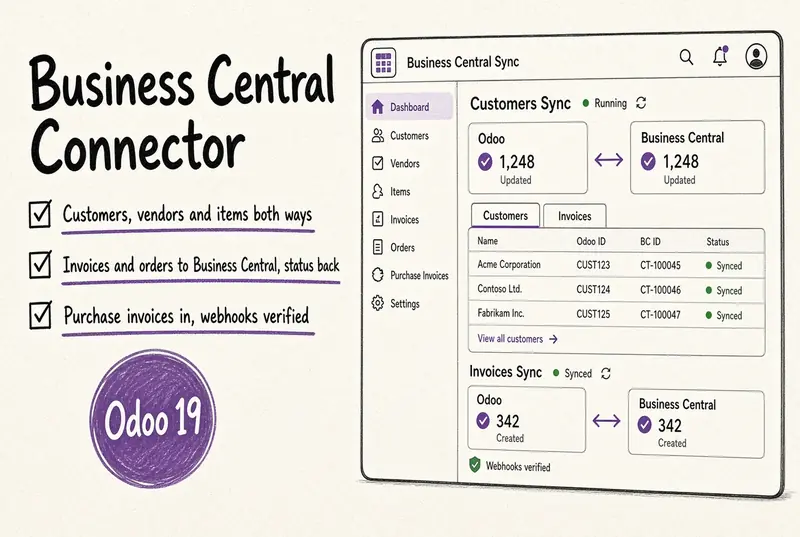 Business Central
Connector
Customers, vendors and items both ways
Invoices and orders to Business Central, status back
Purchase invoices in, webhooks verified
Odoo 19
Business Central Sync
Dashboard
Customers
Vendors
Items
Invoices
Orders
Purchase Invoices
Settings
Customers Sync Running
Odoo
1,248
Updated
Business Central
1,248
Updated
Customers Invoices
Name Odoo ID BC ID Status
Acme Corporation CUST123 CT-100045 Synced
Contoso Ltd. CUST124 CT-100046 Synced
Fabrikam Inc. CUST125 CT-100047 Synced
View all customers →
Invoices Sync Synced
Odoo
342
Created
Business Central
342
Created
Webhooks verified